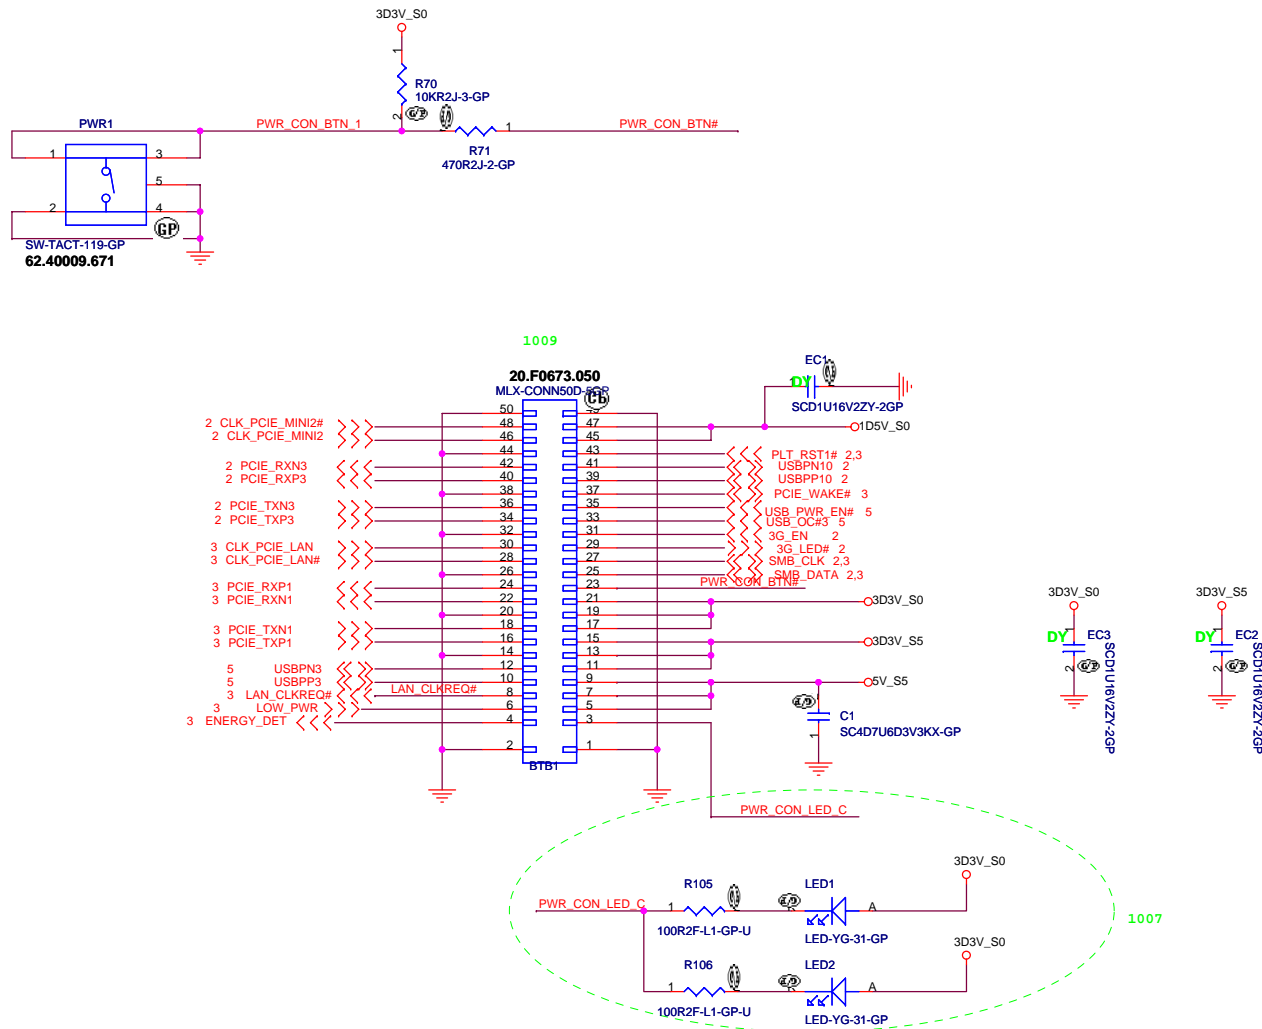 3D3V_S0
1
R70
10KR2J-3-GP
2
PWR1
PWR_CON_BTN_1
1
PWR_CON_BTN#
R71
470R2J-2-GP
1
3
5
2
4
GP
SW-TACT-119-GP
62.40009.671
1009
20.F0673.050
MLX-CONN50D-6GP
EC1
DY
SCD1U16V2ZY-2GP
1D5V_S0
50
49
2 CLK_PCIE_MINI2# 48
47
2 CLK_PCIE_MINI2 46
45
44
43 PLT_RST1# 2,3
2 PCIE_RXN3 42
41 USBPN10 2
2 PCIE_RXP3 40
39 USBPP10 2
38
37 PCIE_WAKE# 3
2 PCIE_TXN3 36
35 USB_PWR_EN# 5
2 PCIE_TXP3 34
33 USB_OC#3 5
32
31 3G_EN 2
3 CLK_PCIE_LAN 30
29 3G_LED# 2
3 CLK_PCIE_LAN# 28
27 SMB_CLK 2,3
26
25 SMB_DATA 2,3
3 PCIE_RXP1 24
23 PWR_CON_BTN#
3 PCIE_RXN1 22
21 3D3V_S0
20
19
3 PCIE_TXN1 18
17
3 PCIE_TXP1 16
15 3D3V_S5
14
13
5 USBPN3 12
11
5 USBPP3 10
9 5V_S5
3 LAN_CLKREQ# LAN_CLKREQ# 8
7
3 LOW_PWR 6
5
3 ENERGY_DET 4
3
2
1
BTB1
C1
1
SC4D7U6D3V3KX-GP
3D3V_S0
1
DY
EC3
2
SCD1U16V2ZY-2GP
3D3V_S5
1
DY
EC2
2
SCD1U16V2ZY-2GP
PWR_CON_LED_C
3D3V_S0
R105
LED1
PWR_CON_LED_C
1
A
100R2F-L1-GP-U
LED-YG-31-GP
1007
3D3V_S0
R106
LED2
1
A
100R2F-L1-GP-U
LED-YG-31-GP